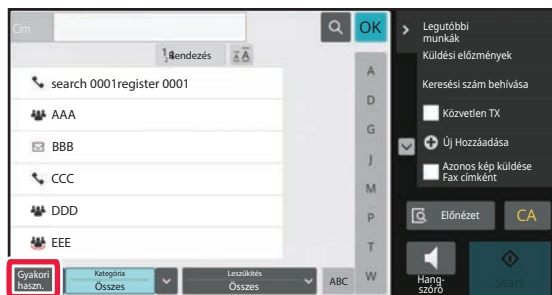 Cím
OK
Rendezés
search 0001register 0001
AAA
BBB
CCC
DDD
EEE
A
D
G
J
M
P
T
W
Gyakori
haszn.
Kategória
Összes
Leszűkítés
Összes
ABC
Legutóbbi
munkák
Küldési előzmények
Keresési szám behívása
Közvetlen TX
Új Hozzáadása
Azonos kép küldése
Fax címként
Előnézet
CA
Hang-
szóró
Start